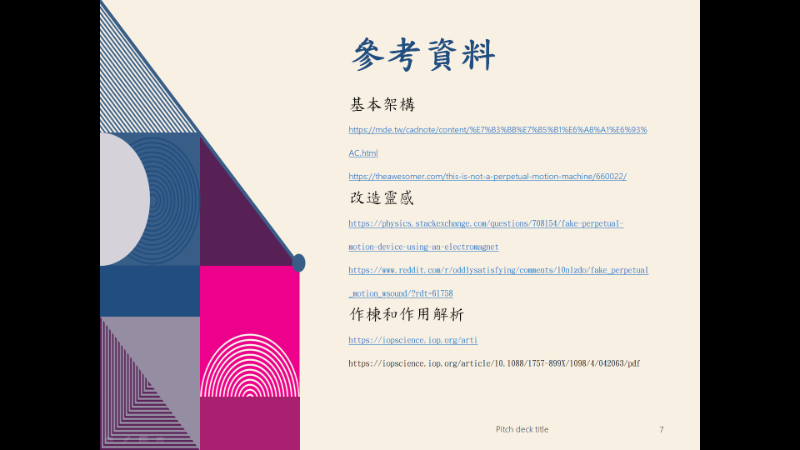 參考資料
基本架構
https://mde.tw/cadnote/content/%E7%B3%BB%E7%B5%B1%E6%A8%A1%E6%93%
AC.html
https://theawesomer.com/this-is-not-a-perpetual-motion-machine/660022/
改造靈感
https://physics.stackexchange.com/questions/708154/fake-perpetual-
motion-device-using-an-electromagnet
https://www.reddit.com/r/oddlysatisfying/comments/10nlzdo/fake_perpetual
_motion_wsound/?rdt=61758
作棟和作用解析
https://iopscience.iop.org/arti
https://iopscience.iop.org/article/10.1088/1757-899X/1098/4/042063/pdf
Pitch deck title
7